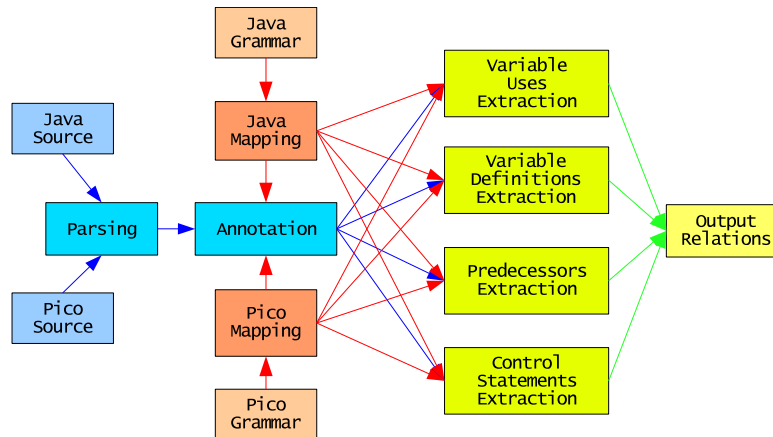 Java
Grammar
Java
Source
Java
Mapping
Variable
Uses
Extraction
Variable
Definitions
Extraction
Parsing
Annotation
Output
Relations
Predecessors
Extraction
Pico
Source
Pico
Mapping
Control
Statements
Extraction
Pico
Grammar